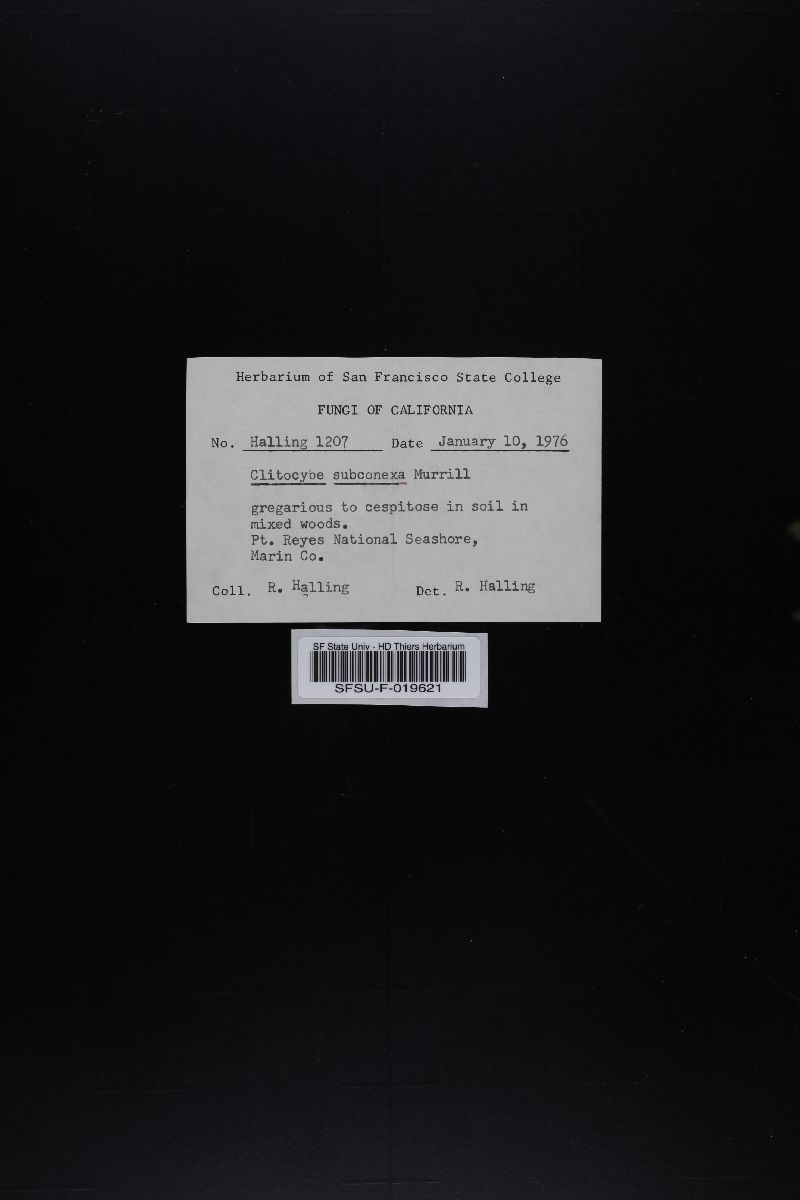 Herbarium of San Francisco State College
FUNGI OF CALIFORNIA
No. Halling 1207 Date January 10, 1976
Clitocybe subconexa Murrill
gregarious to cespitose in soil in
mixed woods.
Pt. Reyes National Seashore,
Marin Co.
Coll. R. Halling Det. R. Halling
SF State Univ - HD Thiers Herbarium
SFSU-F-019621